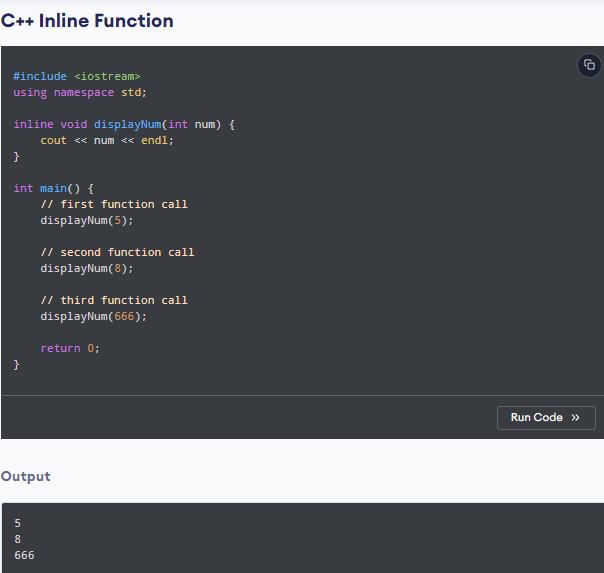 C++ Inline Function
#include <iostream>
using namespace std;
inline void displayNum(int num) {
    cout << num << endl;
}
int main() {
    // first function call
    displayNum(5);
    // second function call
    displayNum(8);
    // third function call
    displayNum(666);
    return 0;
}
Run Code »
Output
5
8
666